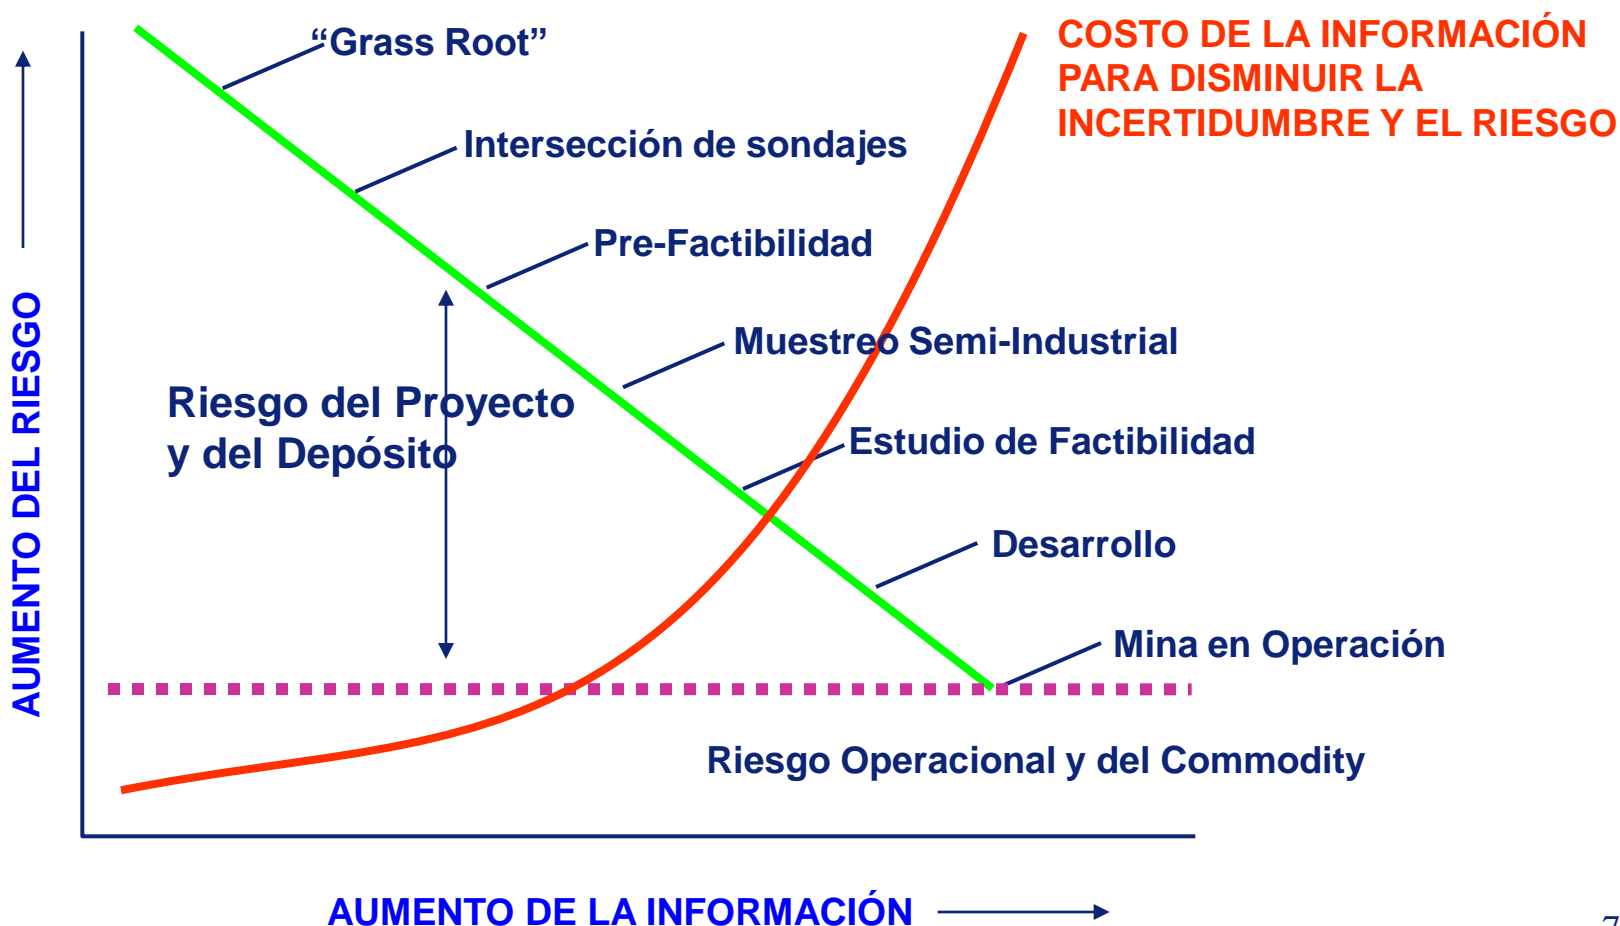 “Grass Root”
COSTO DE LA INFORMACIÓN
PARA DISMINUIR LA
INCERTIDUMBRE Y EL RIESGO
Intersección de sondajes
Pre-Factibilidad
Muestreo Semi-Industrial
Riesgo del Proyecto
y del Depósito
Estudio de Factibilidad
Desarrollo
Mina en Operación
Riesgo Operacional y del Commodity
AUMENTO DEL RIESGO
AUMENTO DE LA INFORMACIÓN
7